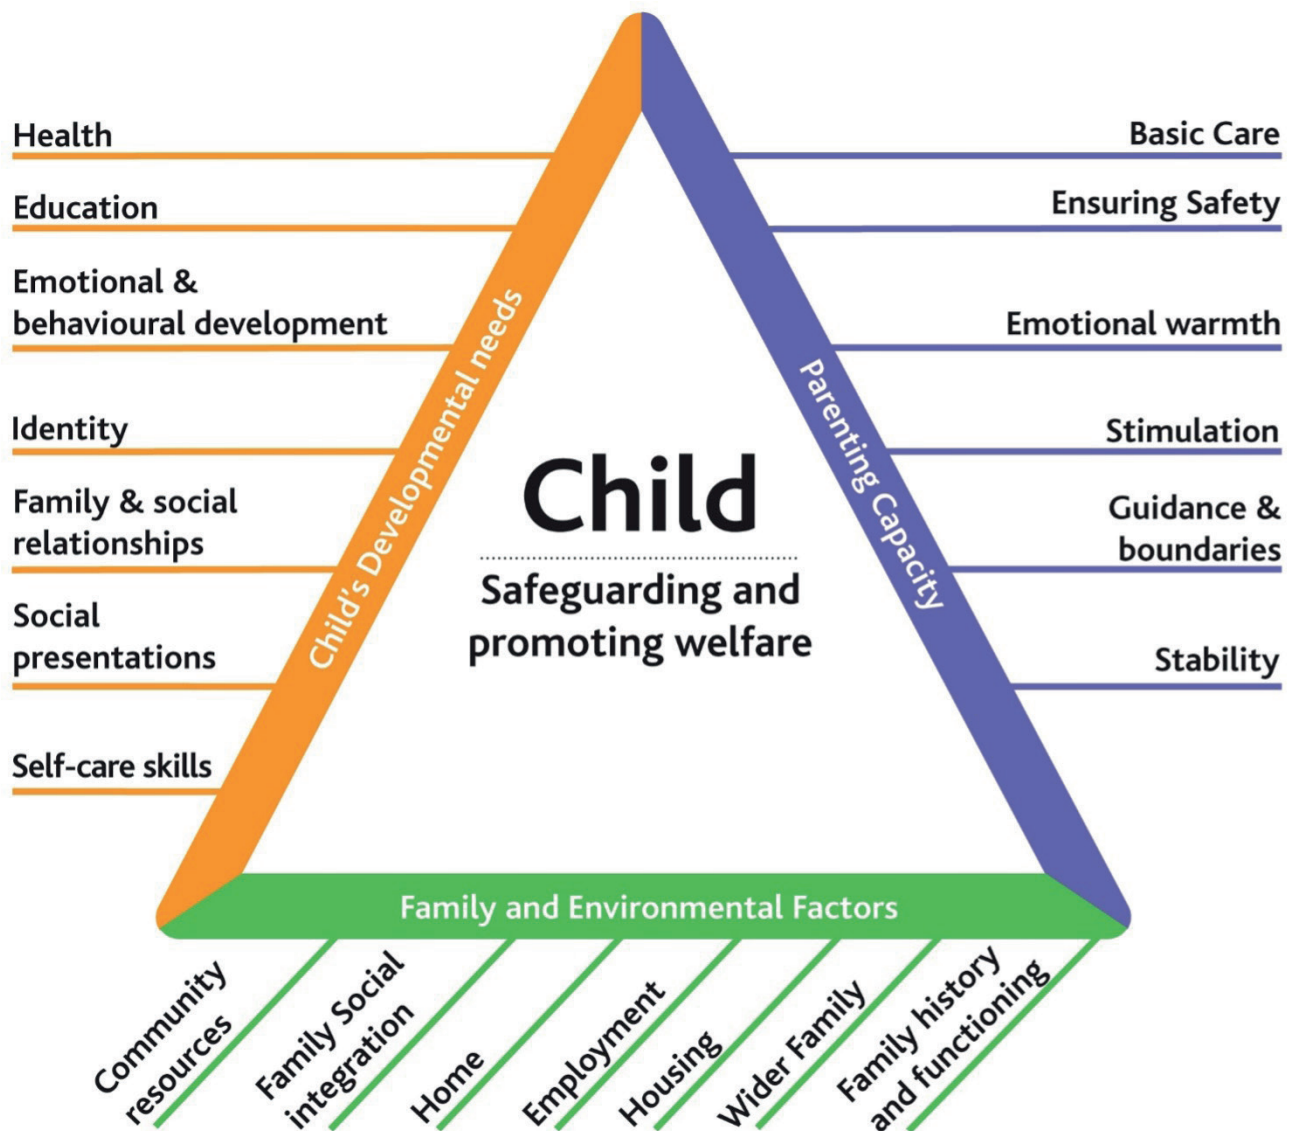 Health
Education
Emotional &
behavioural development
Identity
Family & social
relationships
Social
presentations
Self-care skills
Child's Developmental needs
Child
Safeguarding and
promoting welfare
Parenting Capacity
Basic Care
Ensuring Safety
Emotional warmth
Stimulation
Guidance &
boundaries
Stability
Family and Environmental Factors
Community
resources
Family Social
integration
Home
Employment
Housing
Wider Family
Family history
and functioning